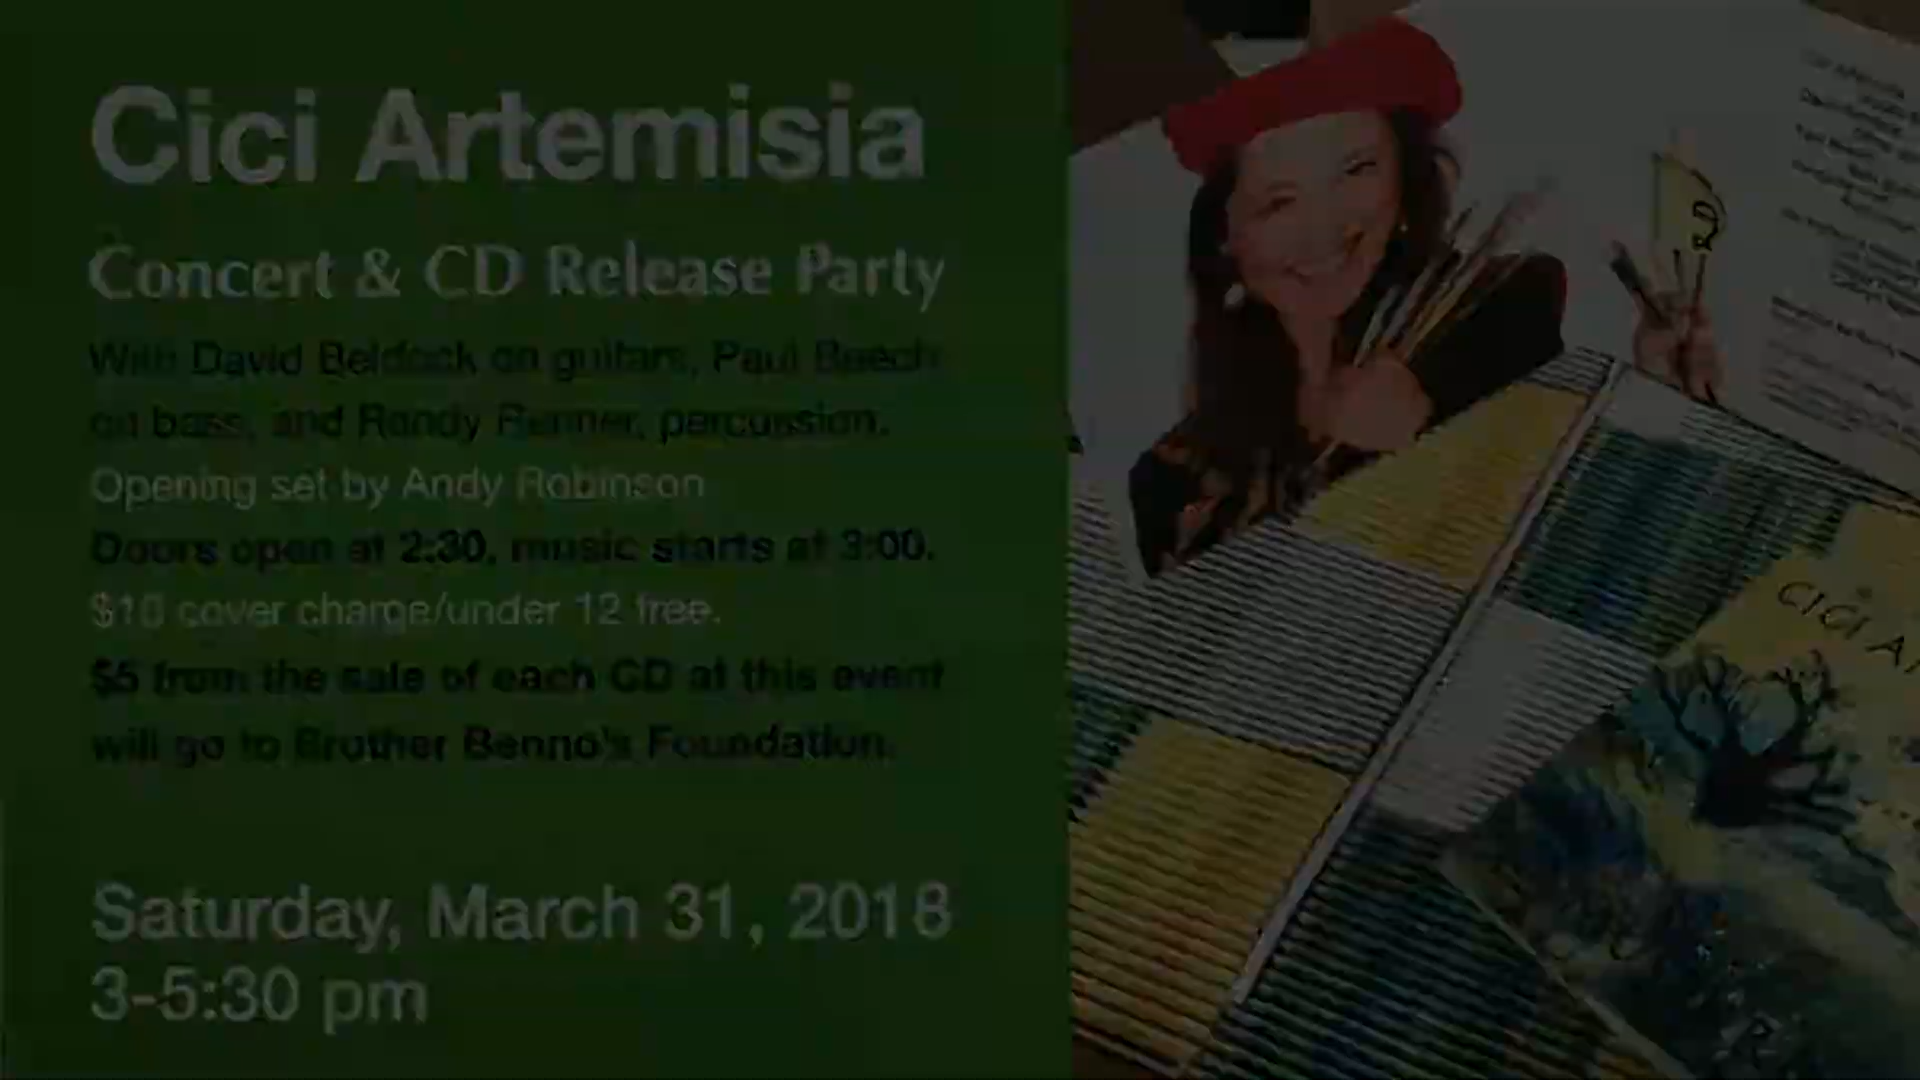 Cici Artemisia
Concert & CD Release Party
With David Beldock on guitars, Paul Beech
on bass, and Randy Renner, percussion.
Opening set by Andy Robinson
Doors open at 2:30, music starts at 3:00.
$10 cover charge/under 12 free.
$5 from the sale of each CD at this event
will go to Brother Benno's Foundation.
Saturday, March 31, 2018
3-5:30 pm
CICI